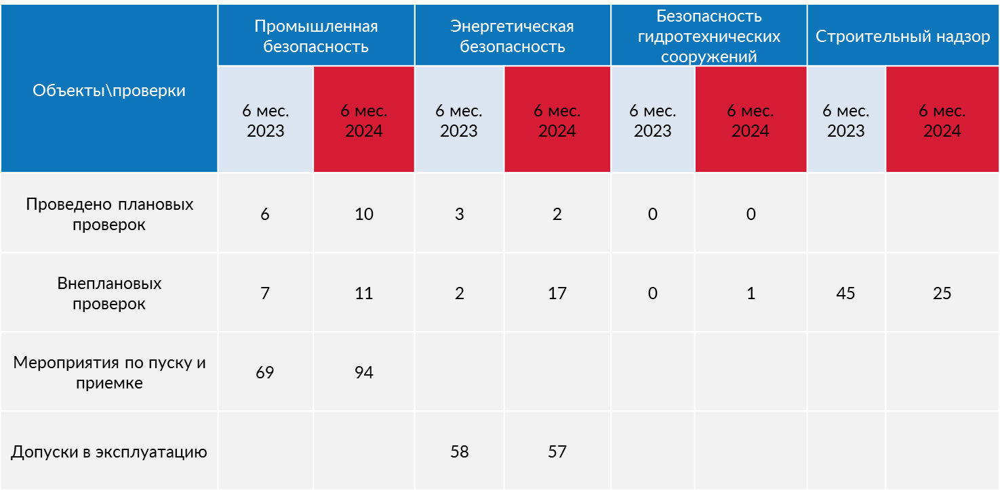 Объекты\проверки
Промышленная
безопасность
Энергетическая
безопасность
Безопасность
гидротехнических
сооружений
Строительный надзор
6 мес.
2023
6 мес.
2024
6 мес.
2023
6 мес.
2024
6 мес.
2023
6 мес.
2024
6 мес.
2023
6 мес.
2024
Проведено плановых
проверок
6
10
3
2
0
0
Внеплановых
проверок
7
11
2
17
0
1
45
25
Мероприятия по пуску и
приемке
69
94
Допуски в эксплуатацию
58
57